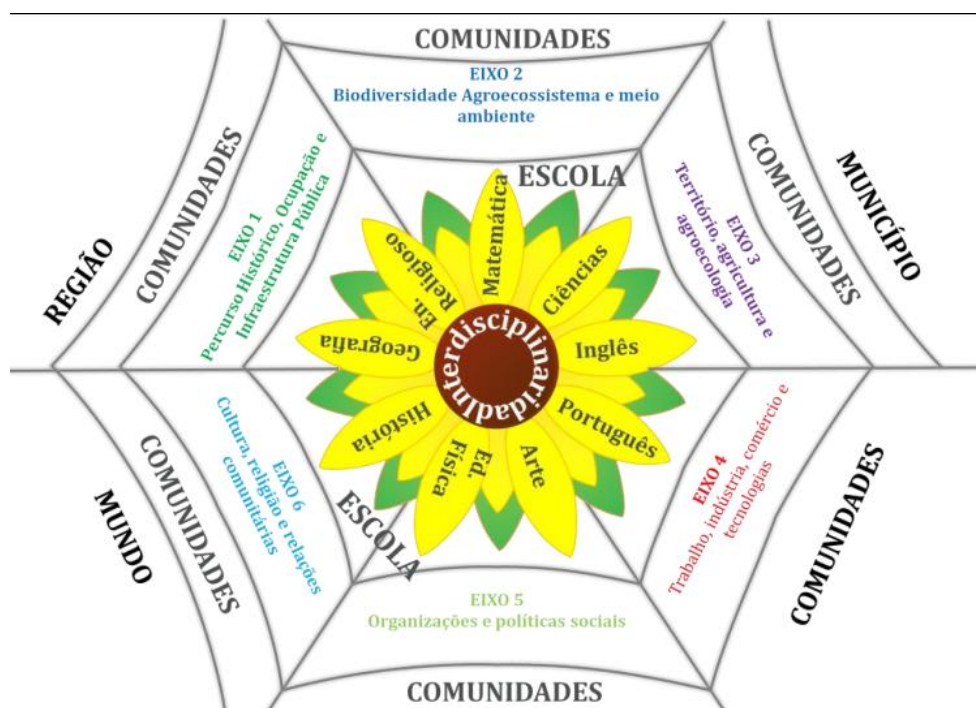 COMUNIDADES
EIXO 2
Biodiversidade Agroecossistema e meio
ambiente
COMUNIDADES
EIXO 1
Percurso Histórico, Ocupação e
Infraestrutura Pública
REGIÃO
ESCOLA
EIXO 3
Território, agricultura e
agroecologia
COMUNIDADES
MUNICÍPIO
Matemática
Ciências
Inglês
Português
Arte
Ed.
Física
História
Geografia
En.
Religioso
Interdisciplinaridad
EIXO 4
Trabalho, indústria, comércio e
tecnologias
COMUNIDADES
EIXO 6
Cultura, religião e relações
comunitárias
COMUNIDADES
MUNDO
ESCOLA
EIXO 5
Organizações e políticas sociais
COMUNIDADES